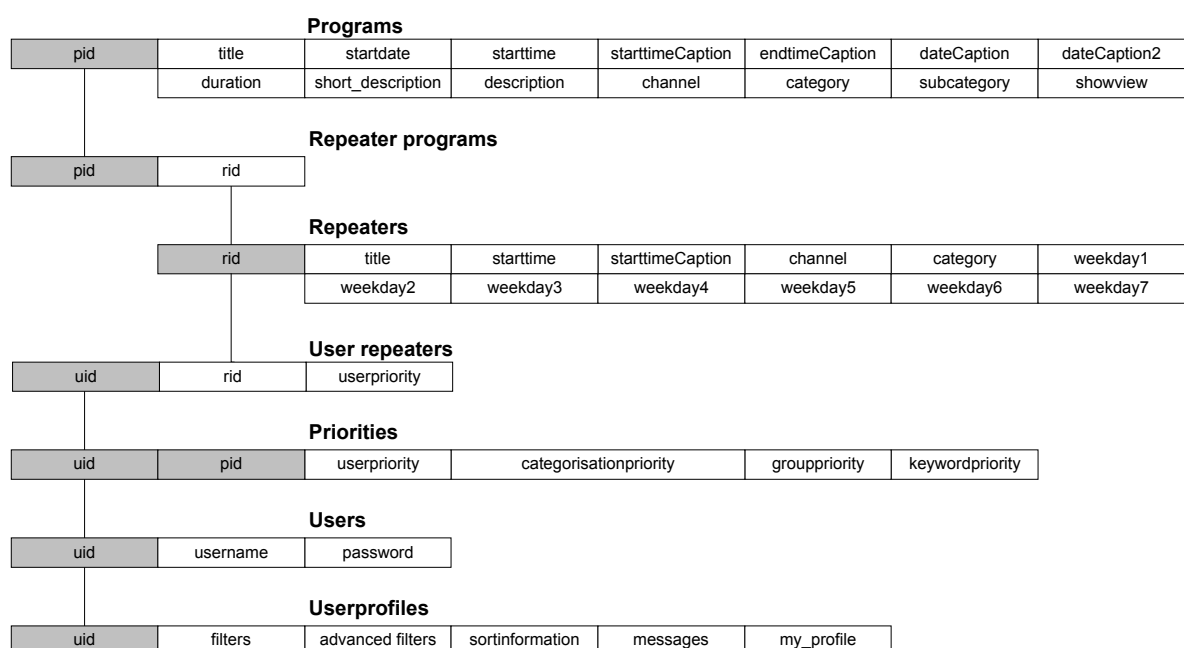 Programs
pid title startdate starttime starttimeCaption endtimeCaption dateCaption dateCaption2
duration short_description description channel category subcategory showview
Repeater programs
pid rid
Repeaters
rid title starttime starttimeCaption channel category weekday1
weekday2 weekday3 weekday4 weekday5 weekday6 weekday7
User repeaters
uid rid userpriority
Priorities
uid pid userpriority categorisationpriority grouppriority keywordpriority
Users
uid username password
Userprofiles
uid filters advanced filters sortinformation messages my_profile